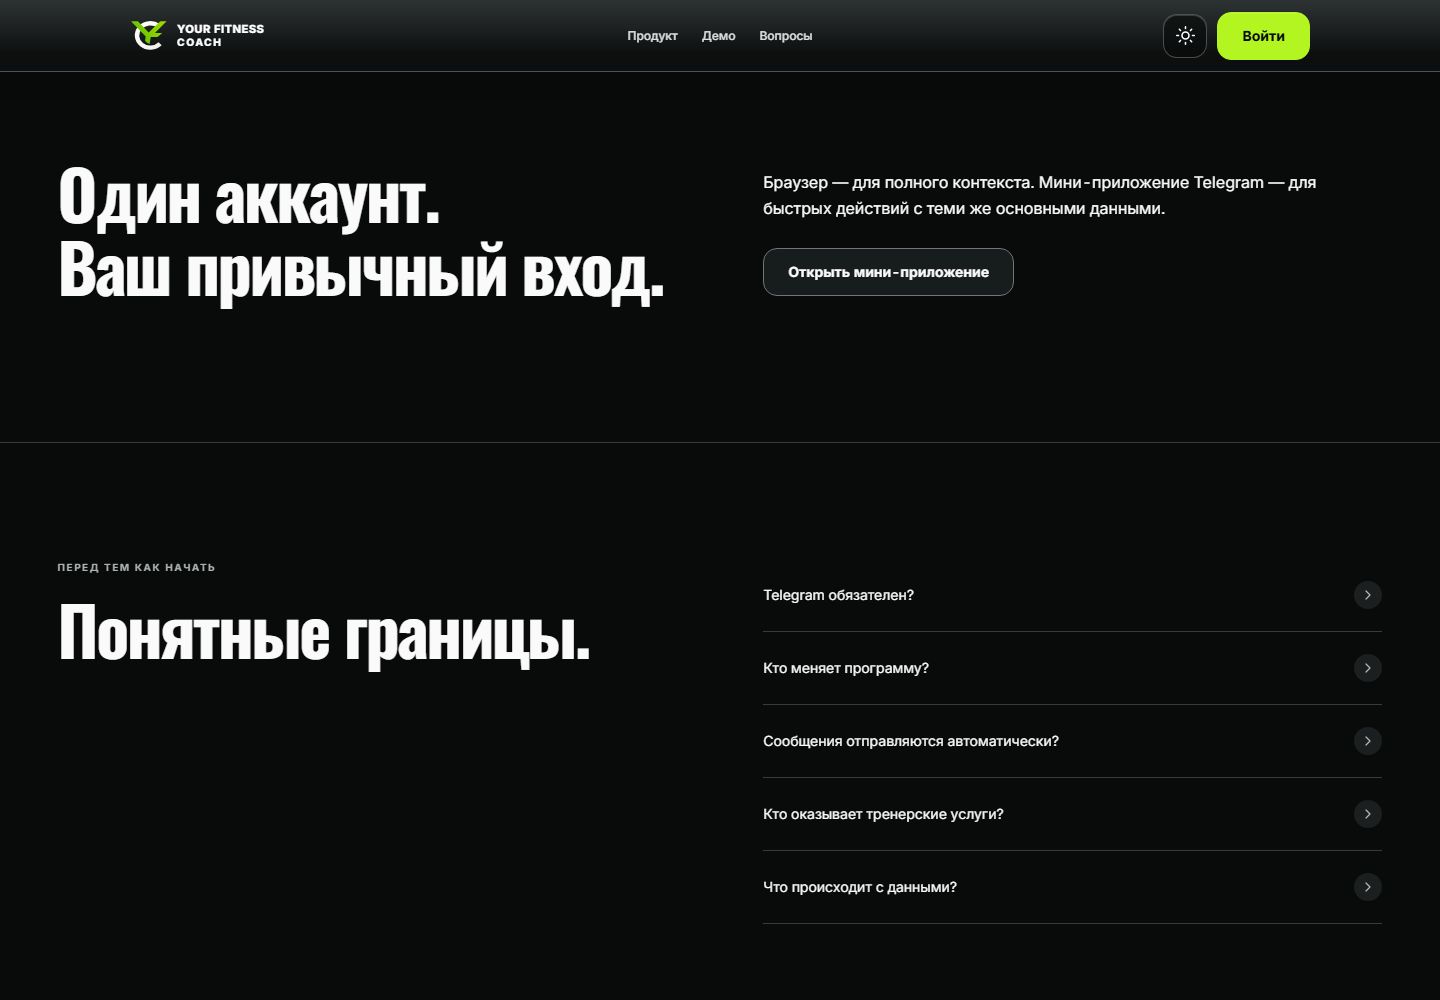 YOUR FITNESS
COACH
Продукт
Демо
Вопросы
Войти
Один аккаунт.
Ваш привычный вход.
Браузер — для полного контекста. Мини-приложение Telegram — для
быстрых действий с теми же основными данными.
Открыть мини-приложение
ПЕРЕД ТЕМ КАК НАЧАТЬ
Понятные границы.
Telegram обязателен?
Кто меняет программу?
Сообщения отправляются автоматически?
Кто оказывает тренерские услуги?
Что происходит с данными?